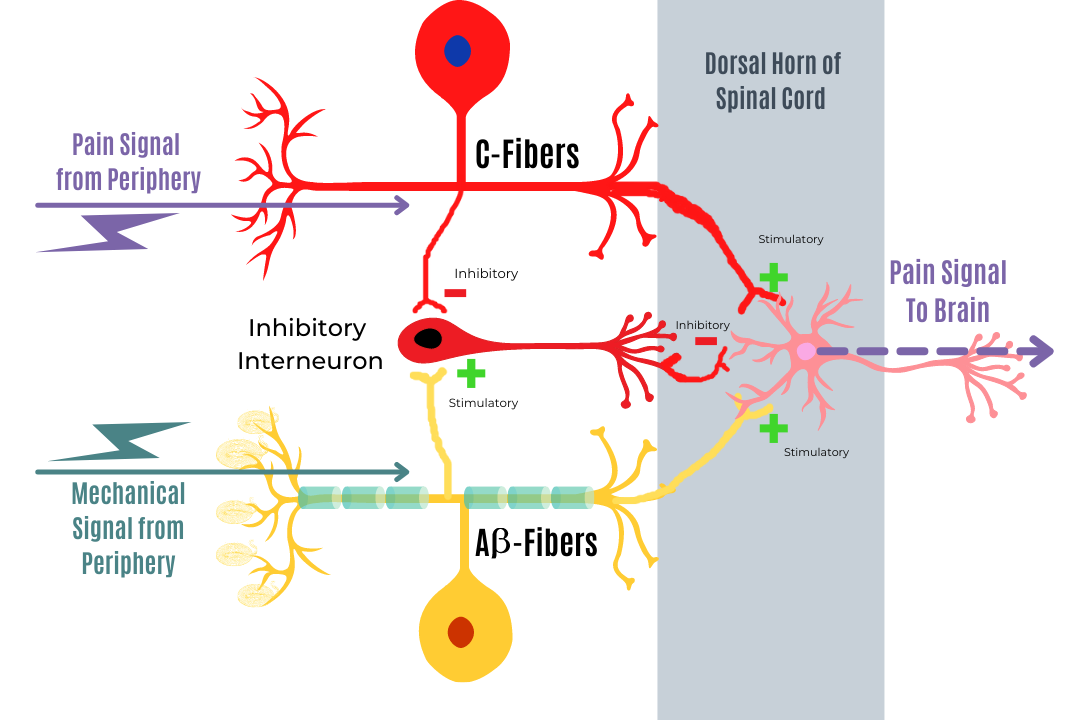 Dorsal Horn of
Spinal Cord
Pain Signal
from Periphery
C-Fibers
Stimulatory
Inhibitory
Pain Signal
To Brain
Inhibitory
Interneuron
Inhibitory
Stimulatory
Stimulatory
Mechanical
Signal from
Periphery
Aβ-Fibers